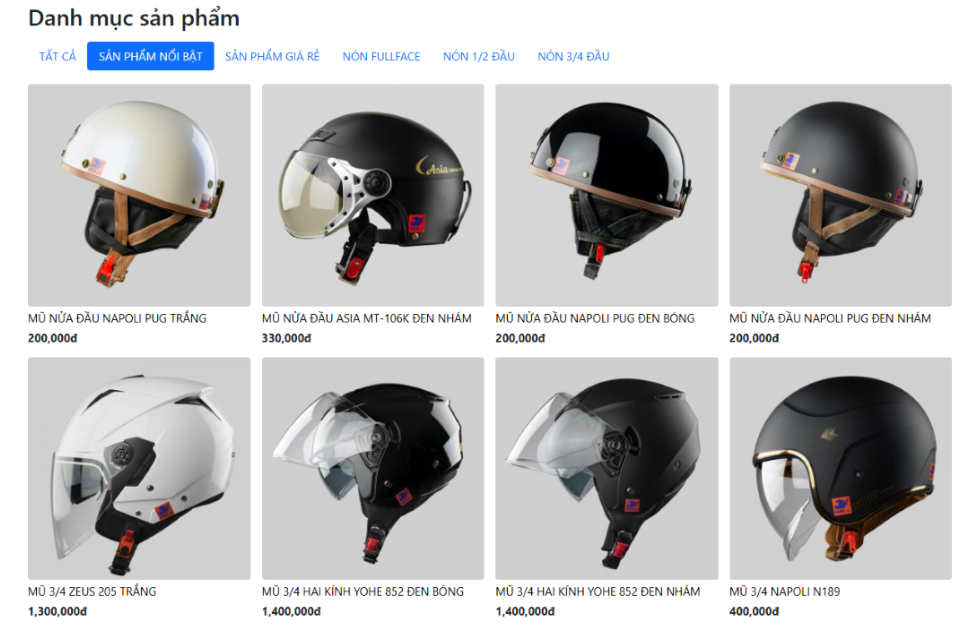 Danh mục sản phẩm
TẤT CẢ SẢN PHẨM NỔI BẬT SẢN PHẨM GIÁ RẺ NÓN FULLFACE NÓN 1/2 ĐẦU NÓN 3/4 ĐẦU
Asia
MŨ NỬA ĐẦU NAPOLI PUG TRẮNG
200,000đ
MŨ NỬA ĐẦU ASIA MT-106K ĐEN NHÁM
330,000đ
MŨ NỬA ĐẦU NAPOLI PUG ĐEN BÓNG
200,000đ
MŨ NỬA ĐẦU NAPOLI PUG ĐEN NHÁM
200,000đ
MŨ 3/4 ZEUS 205 TRẮNG
1,300,000đ
MŨ 3/4 HAI KÍNH YOHE 852 ĐEN BÓNG
1,400,000đ
MŨ 3/4 HAI KÍNH YOHE 852 ĐEN NHÁM
1,400,000đ
MŨ 3/4 NAPOLI N189
400,000đ